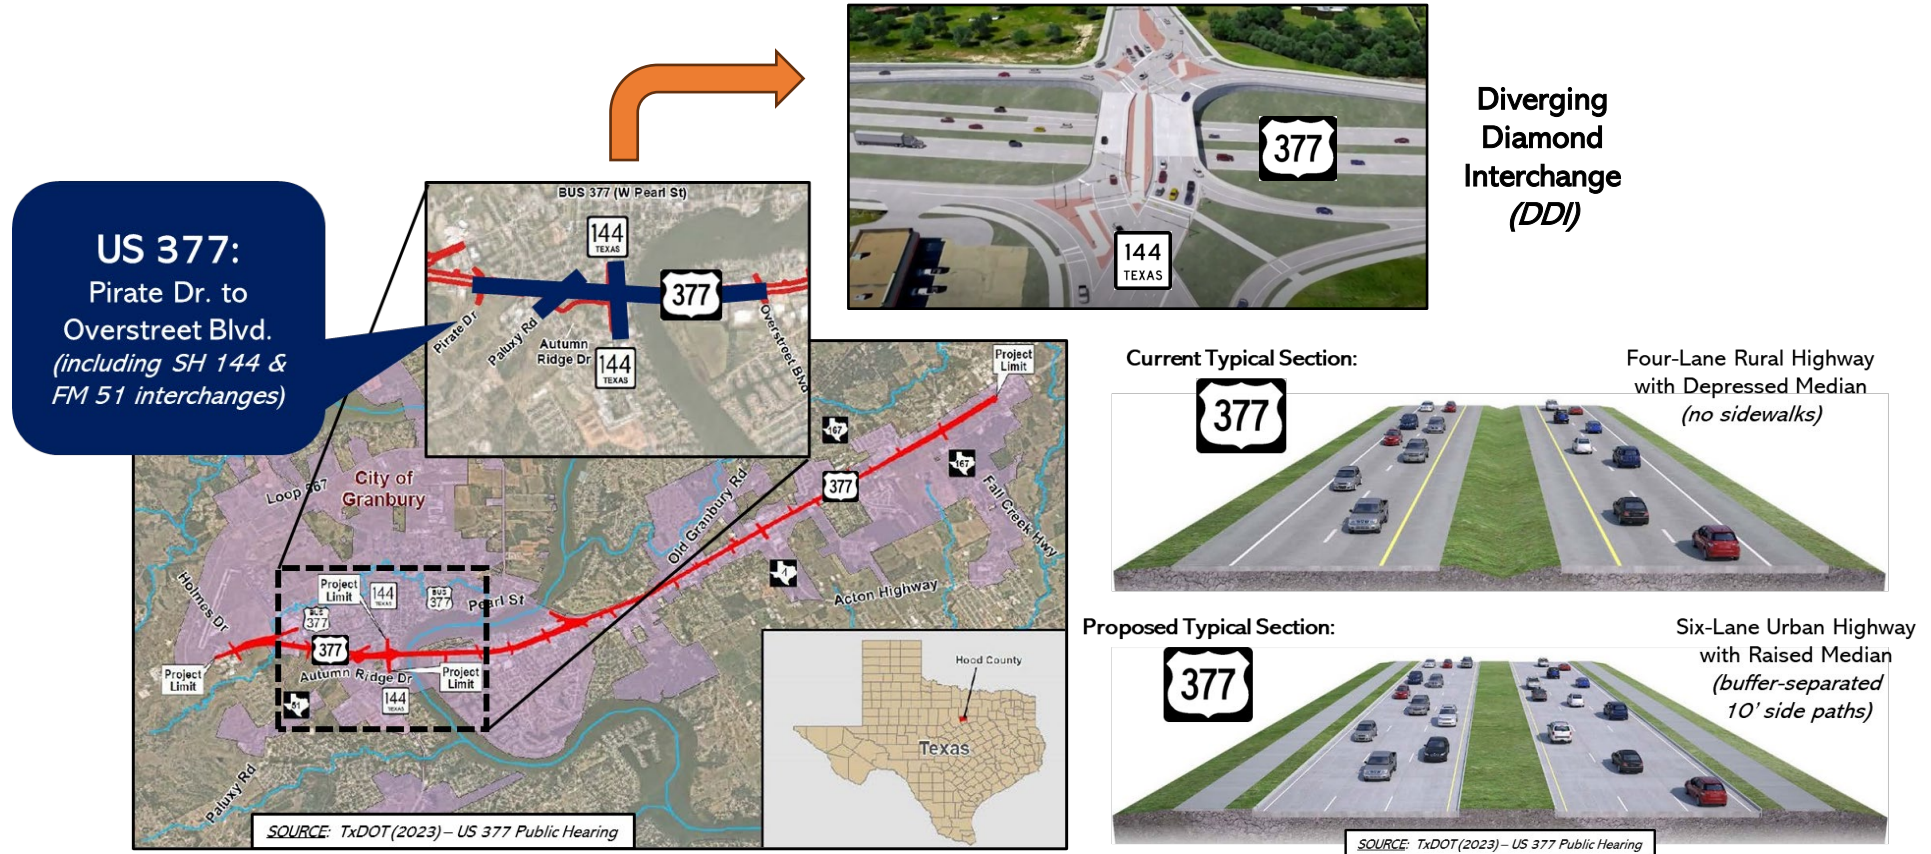 Diverging
Diamond
Interchange
(DDI)
377
144
TEXAS
US 377:
Pirate Dr. to
Overstreet Blvd.
(including SH 144 &
FM 51 interchanges)
BUS 377 (W Pearl St)
144
TEXAS
377
Pirate Dr
Paluxy Rd
Autumn
Ridge Dr
144
TEXAS
Overstreet Blvd
Project
Limit
167
City of
Granbury
Loop 567
377
167
Old Granbury Rd
Fall Creek Hwy
4
Acton Highway
Holmes Dr
Project
Limit
144
TEXAS
BUS
377
Pearl St
BUS
377
377
Project
Limit
Autumn Ridge Dr
Project
Limit
51
144
TEXAS
Paluxy Rd
Hood County
Texas
SOURCE: TxDOT (2023) – US 377 Public Hearing
Current Typical Section:
377
Four-Lane Rural Highway
with Depressed Median
(no sidewalks)
Proposed Typical Section:
377
Six-Lane Urban Highway
with Raised Median
(buffer-separated
10' side paths)
SOURCE: TxDOT (2023) – US 377 Public Hearing